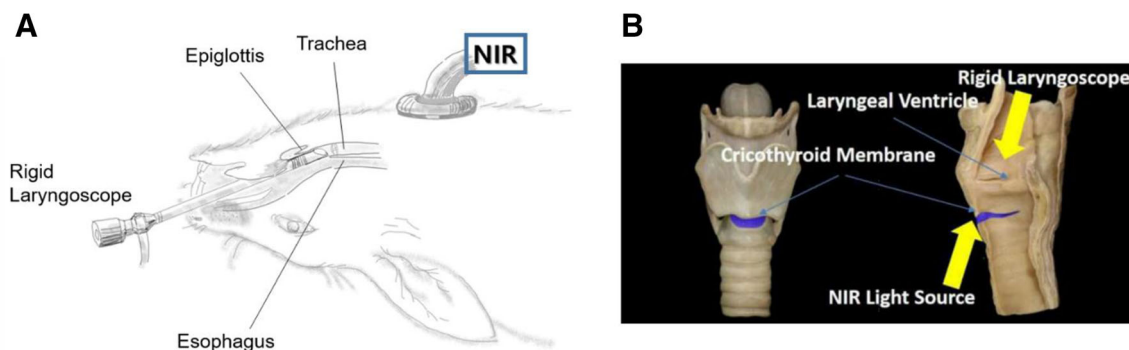 A
Epiglottis
Trachea
NIR
Rigid
Laryngoscope
Esophagus
B
Rigid Laryngoscope
Laryngeal Ventricle
Cricothyroid Membrane
NIR Light Source